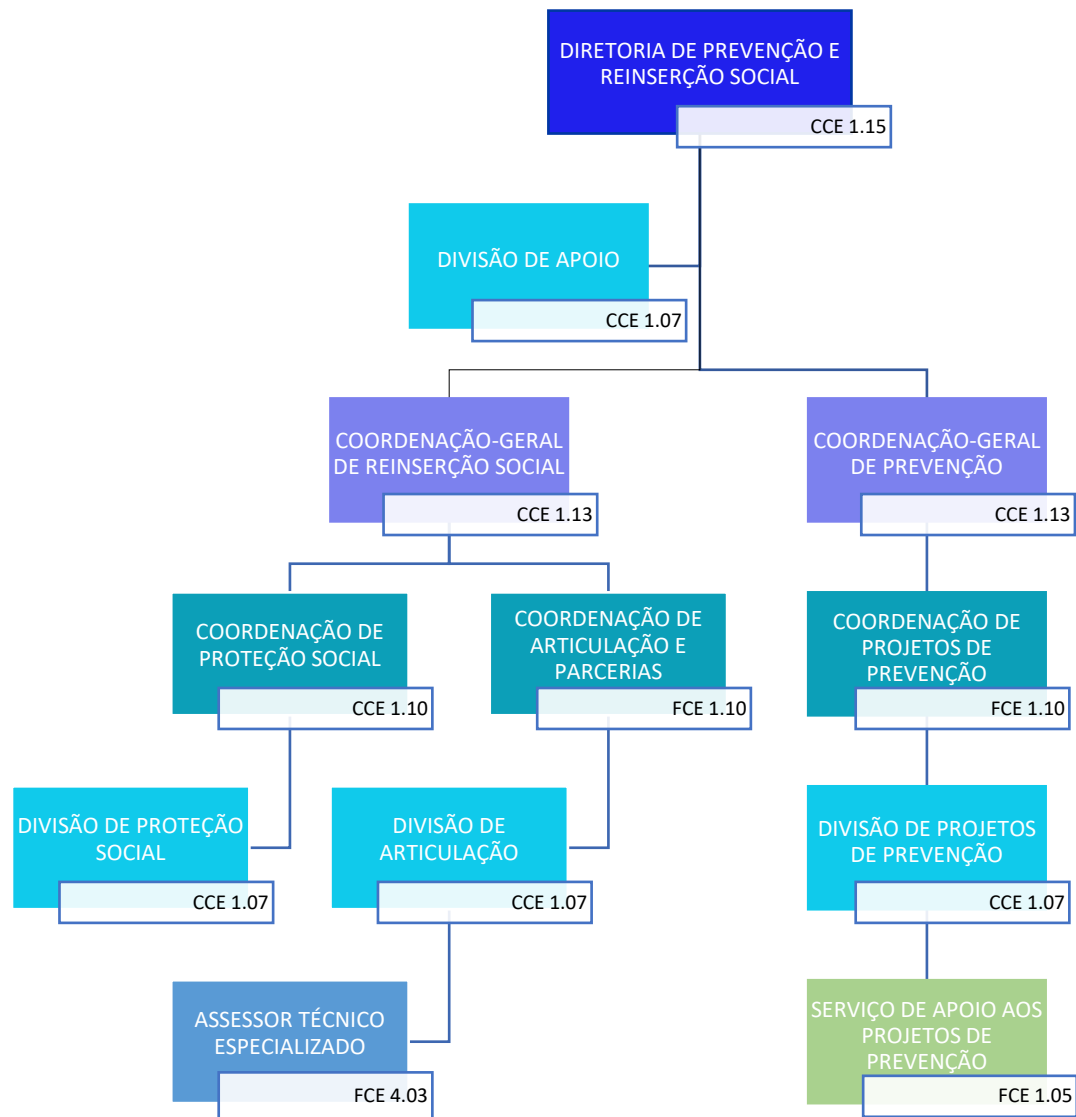 DIRETORIA DE PREVENÇÃO E
REINSERÇÃO SOCIAL
CCE 1.15
DIVISÃO DE APOIO
CCE 1.07
COORDENAÇÃO-GERAL
DE REINSERÇÃO SOCIAL
CCE 1.13
COORDENAÇÃO-GERAL
DE PREVENÇÃO
CCE 1.13
COORDENAÇÃO DE
PROTEÇÃO SOCIAL
CCE 1.10
COORDENAÇÃO DE
ARTICULAÇÃO E
PARCERIAS
FCE 1.10
COORDENAÇÃO DE
PROJETOS DE
PREVENÇÃO
FCE 1.10
DIVISÃO DE PROTEÇÃO
SOCIAL
CCE 1.07
DIVISÃO DE
ARTICULAÇÃO
CCE 1.07
DIVISÃO DE PROJETOS
DE PREVENÇÃO
CCE 1.07
ASSESSOR TÉCNICO
ESPECIALIZADO
FCE 4.03
SERVIÇO DE APOIO AOS
PROJETOS DE
PREVENÇÃO
FCE 1.05